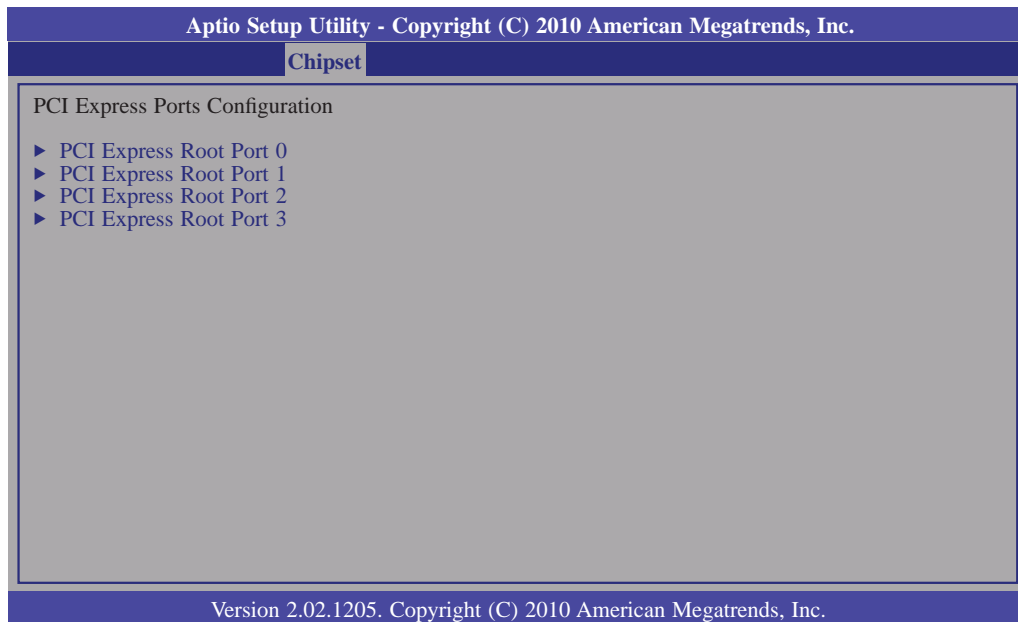 Aptio Setup Utility - Copyright (C) 2010 American Megatrends, Inc.
Chipset
PCI Express Ports Configuration
PCI Express Root Port 0
PCI Express Root Port 1
PCI Express Root Port 2
PCI Express Root Port 3
Version 2.02.1205. Copyright (C) 2010 American Megatrends, Inc.